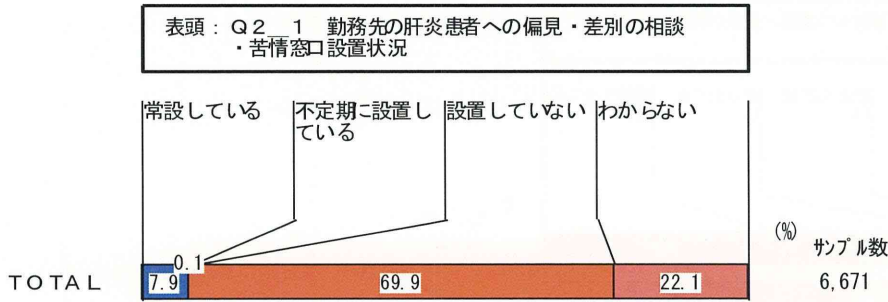 表頭：Ｑ２＿１　勤務先の肝炎患者への偏見・差別の相談
・苦情窓口設置状況
常設している
不定期に設置し
ている
設置していない
わからない
(%)
サンプル数
0.1
ＴＯＴＡＬ 7.9 69.9 22.1 6,671